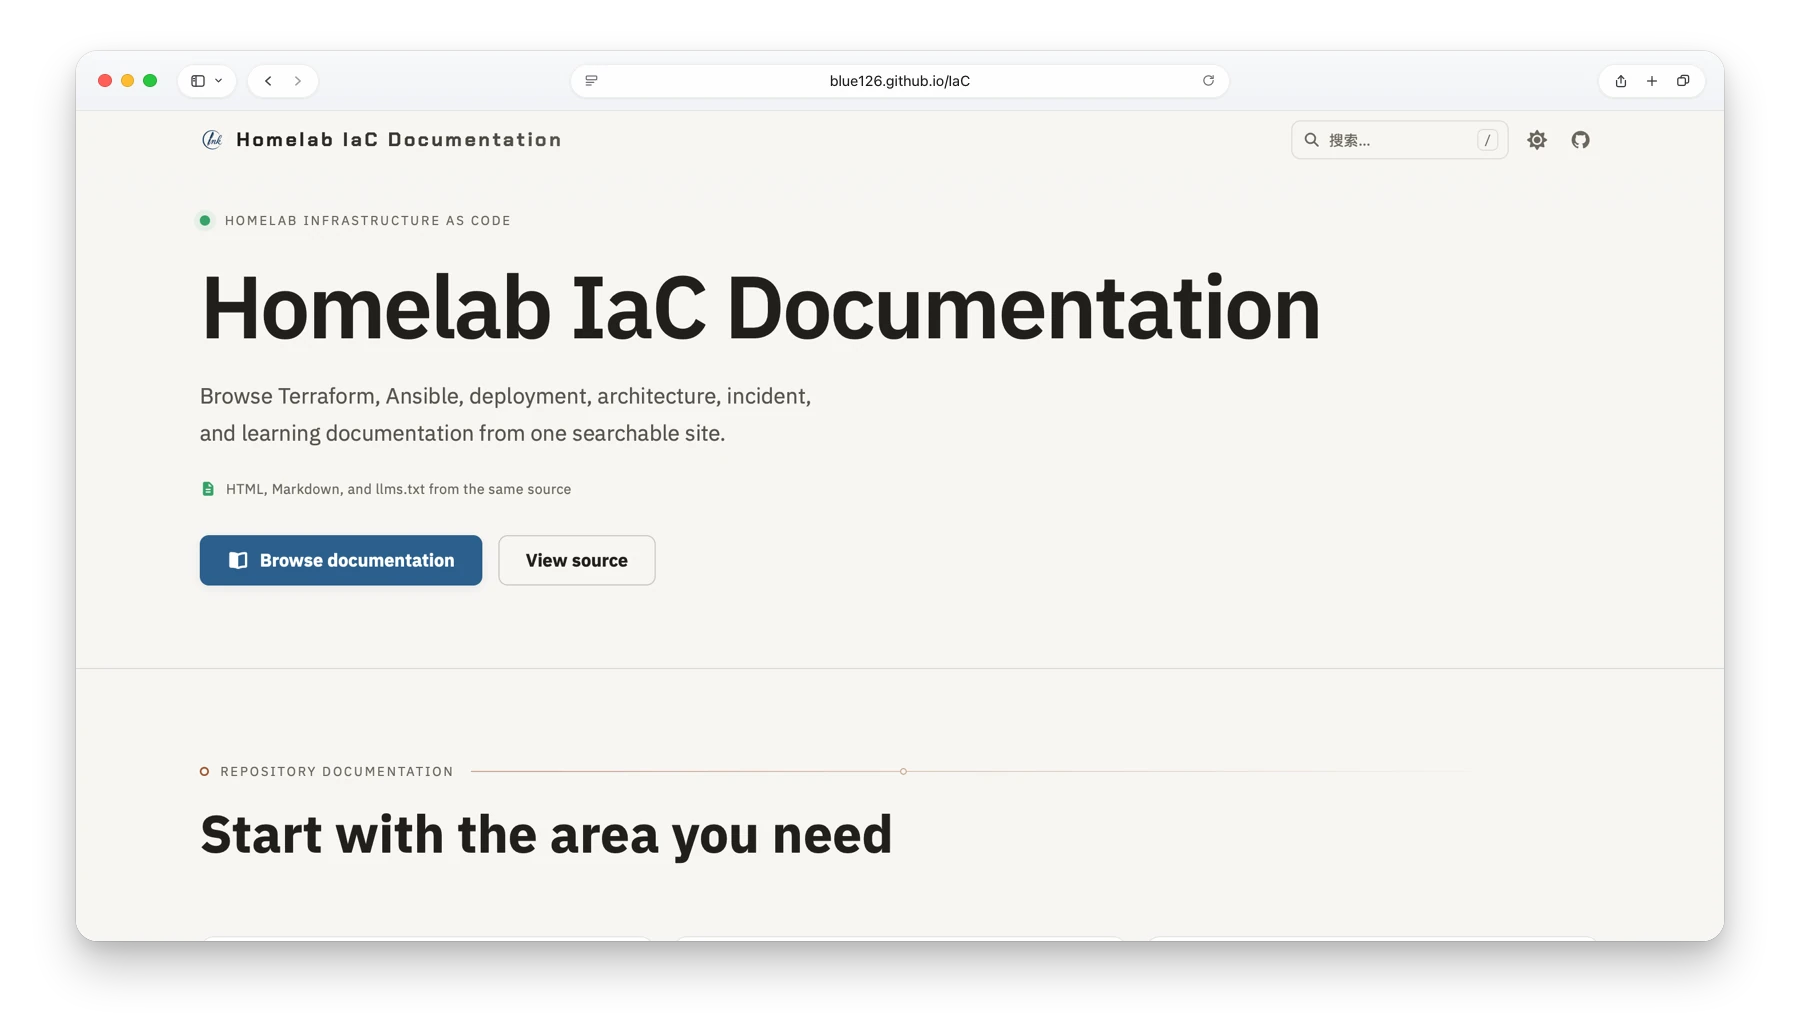 blue126.github.io/IaC
Homelab IaC Documentation
搜索...
/
HOMELAB INFRASTRUCTURE AS CODE
Homelab IaC Documentation
Browse Terraform, Ansible, deployment, architecture, incident,
and learning documentation from one searchable site.
HTML, Markdown, and llms.txt from the same source
Browse documentation
View source
REPOSITORY DOCUMENTATION
Start with the area you need